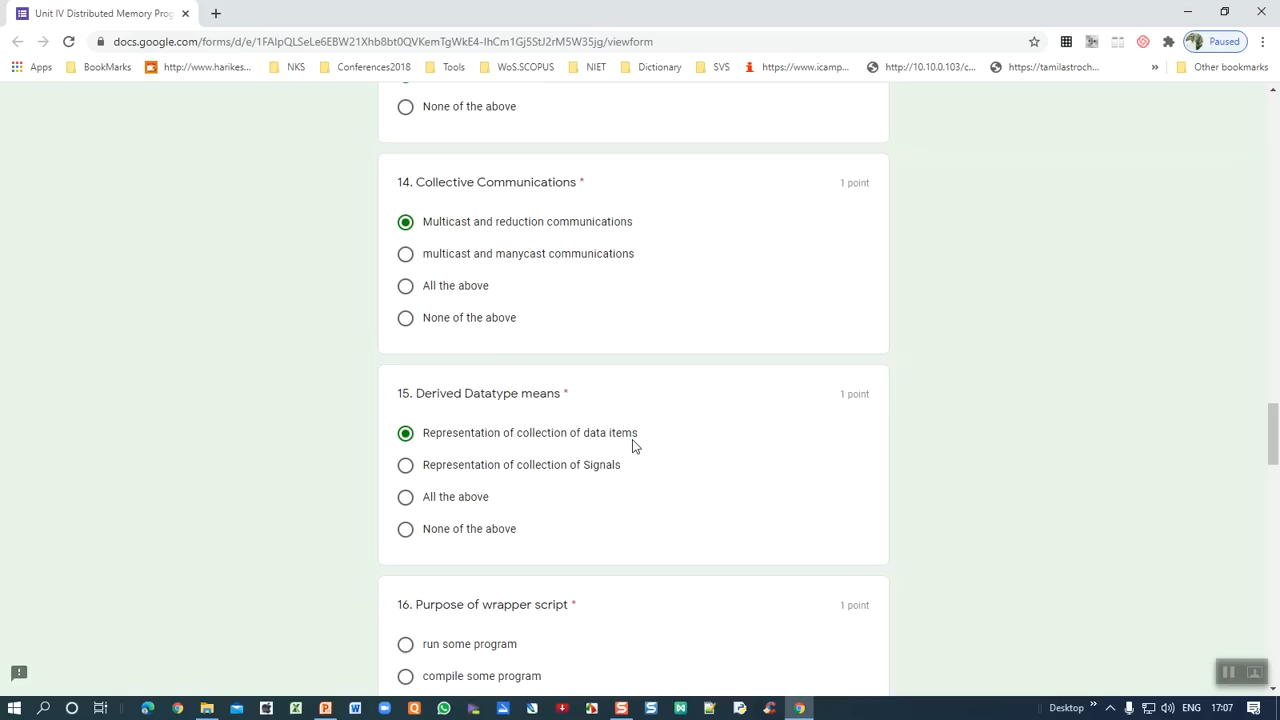 Unit IV Distributed Memory Prog
docs.google.com/forms/d/e/1FAIpQLSeLe6EBW21Xhb8bt0QVKemTgWkE4-IhCm1Gj5StJ2rM5W35jg/viewform
Paused
Apps
BookMarks
http://www.harikes...
NKS
Conferences2018
Tools
WoS.SCOPUS
NIET
Dictionary
SVS
https://www.icamp...
http://10.10.0.103/c...
https://tamilastroch...
»
Other bookmarks
None of the above
14. Collective Communications *
1 point
Multicast and reduction communications
multicast and manycast communications
All the above
None of the above
15. Derived Datatype means *
1 point
Representation of collection of data items
Representation of collection of Signals
All the above
None of the above
16. Purpose of wrapper script *
1 point
run some program
compile some program
Desktop
»
ENG
17:07